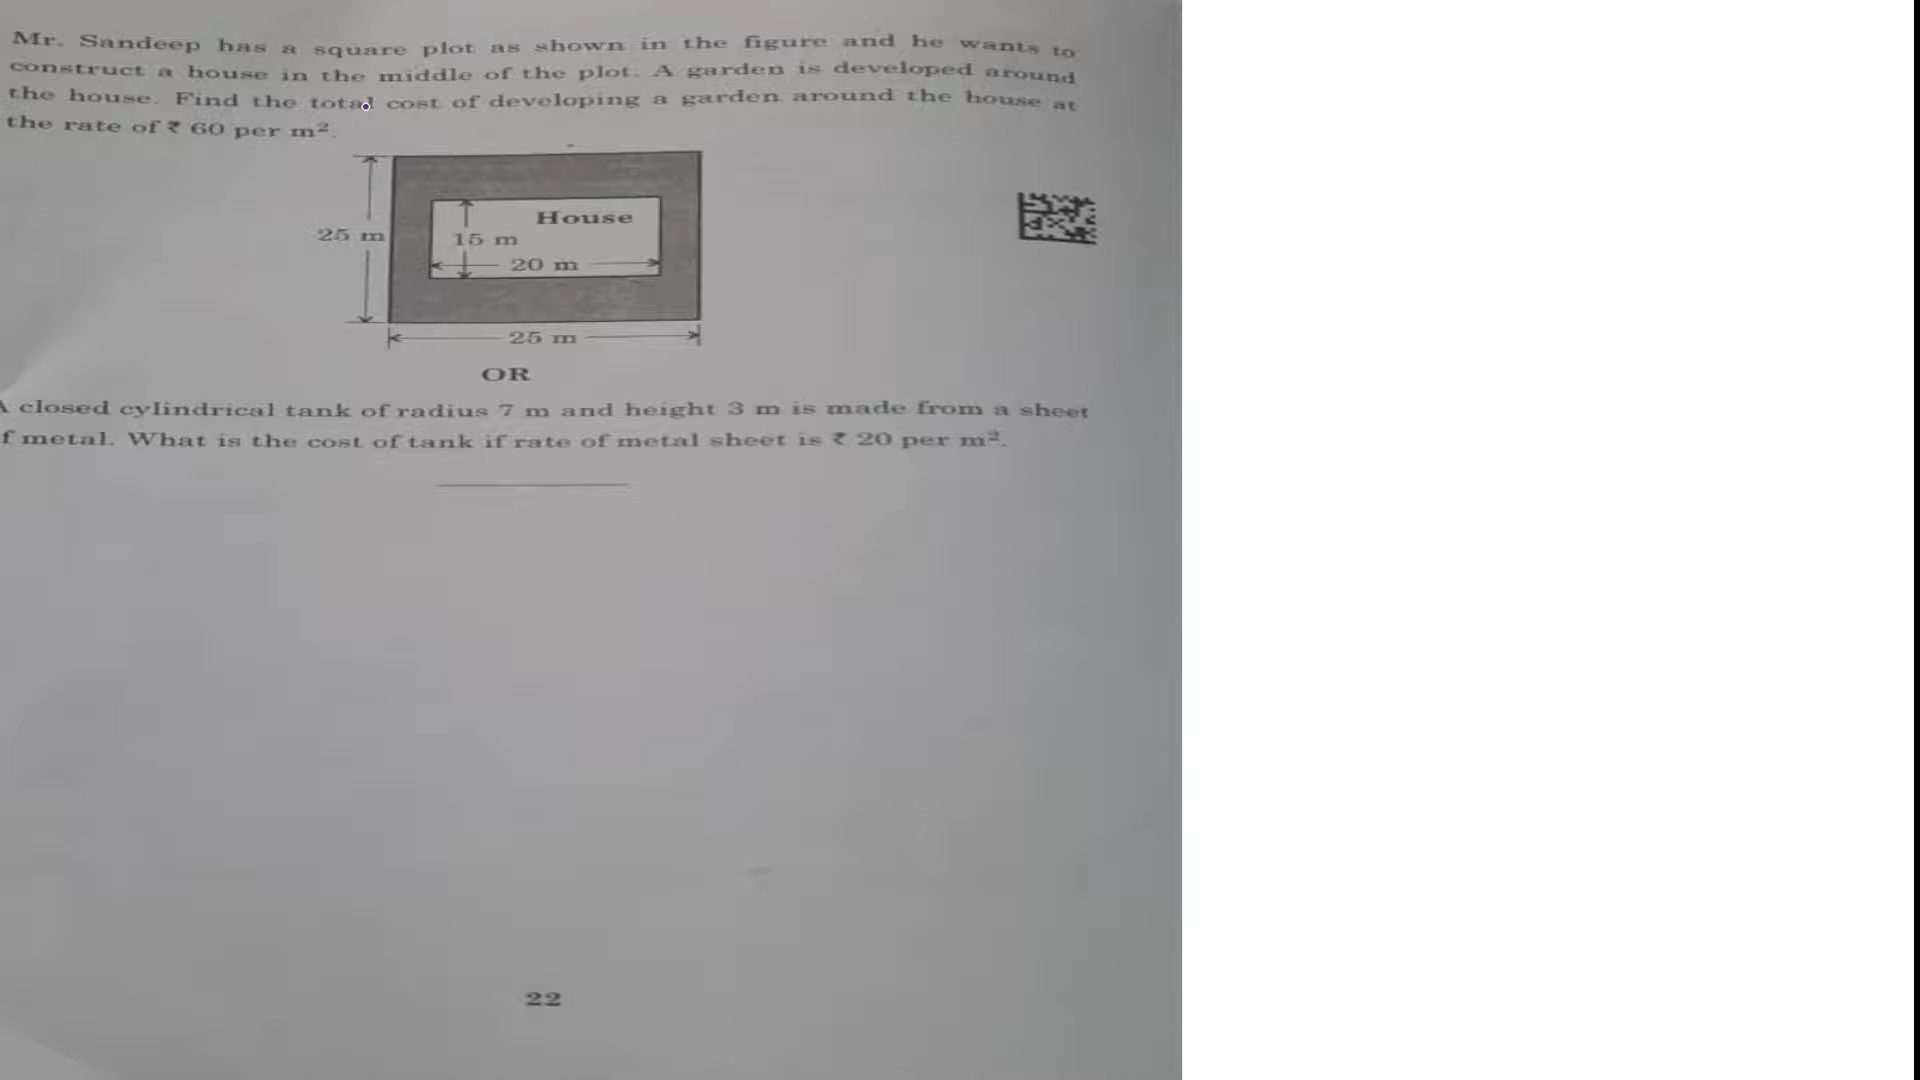 Mr. Sandeep has a square plot as shown in the figure and he wants to
construct a house in the middle of the plot. A garden is developed around
the house. Find the total cost of developing a garden around the house at
the rate of ₹ 60 per m².
House
25 m
15 m
20 m
25 m
OR
A closed cylindrical tank of radius 7 m and height 3 m is made from a sheet
f metal. What is the cost of tank if rate of metal sheet is ₹ 20 per m².
22